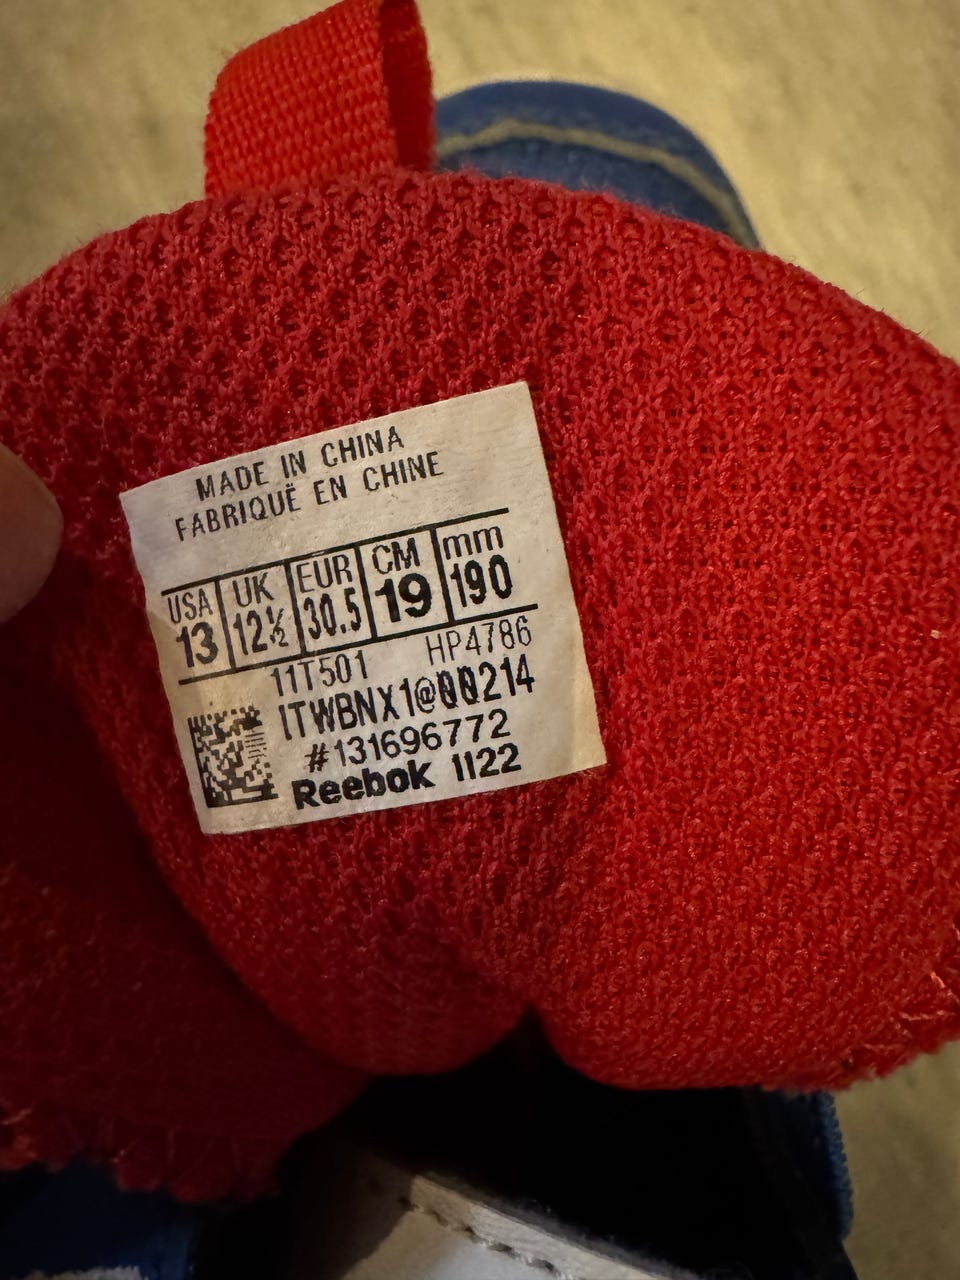 MADE IN CHINA
FABRIQUË EN CHINE
USA UK EUR CM mm
13 12½ 30.5 19 190
11T501 HP4786
ITWBNX1@00214
#131696772
Reebok 1122